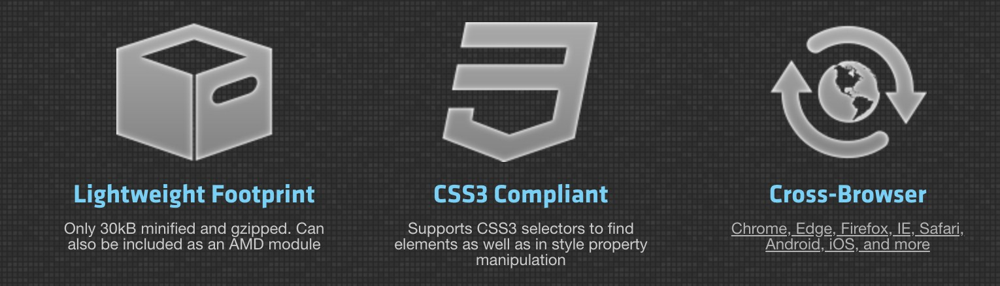 Lightweight Footprint
Only 30kB minified and gzipped. Can
also be included as an AMD module
CSS3 Compliant
Supports CSS3 selectors to find
elements as well as in style property
manipulation
Cross-Browser
Chrome, Edge, Firefox, IE, Safari,
Android, iOS, and more